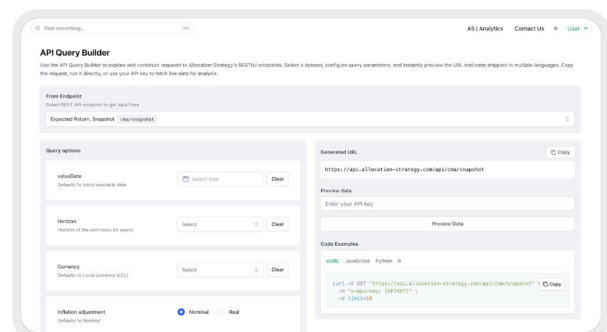 Find something...
⌘K
AS | Analytics
Contact Us
User
API Query Builder
Use the API Query Builder to explore and construct requests to Allocation Strategy's RESTful endpoints. Select a dataset, configure query parameters, and instantly preview the URL and code snippets in multiple languages. Copy
the request, run it directly, or use your API key to fetch live data for analysis.
From Endpoint
Select REST API endpoint to get data from
Expected Return, Snapshot cma/snapshot
Query options
valueDate
Defaults to latest available date
Select date
Clear
Horizon
Horizon of the estimates (in years)
Select
Clear
Currency
Defaults to Local currency (LCL)
Select
Clear
Inflation adjustment
Defaults to Nominal
Nominal
Real
Generated URL
Copy
https://api.allocation-strategy.com/api/cma/snapshot
Preview data
Enter your API key
Preview Data
Code Examples
cURL JavaScript Python R
curl -X GET "https://api.allocation-strategy.com/api/cma/snapshot" \
-H "x-api-key: {APIKEY}" \
-d limit=10
Copy